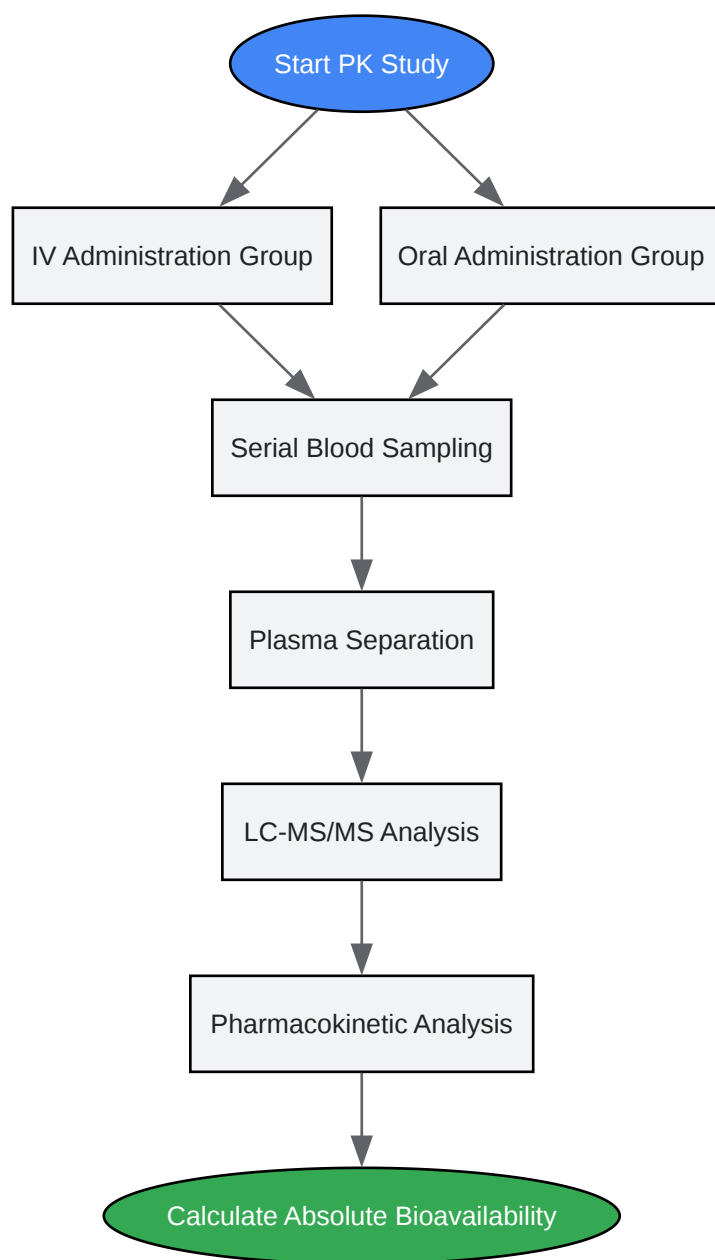 Start PK Study
IV Administration Group
Oral Administration Group
Serial Blood Sampling
Plasma Separation
LC-MS/MS Analysis
Pharmacokinetic Analysis
Calculate Absolute Bioavailability